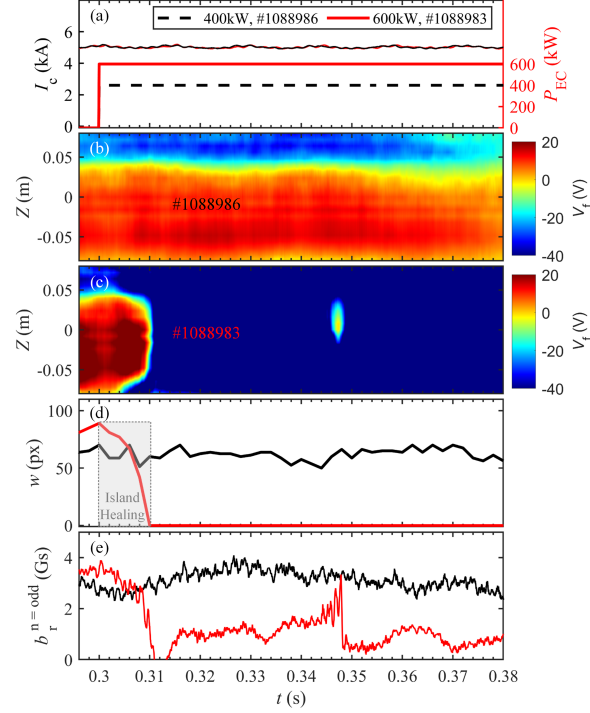 (a)
400kW, #1088986
600kW, #1088983
I_c (kA)
6
4
2
0
P_EC (kW)
600
400
200
0
(b)
#1088986
Z (m)
0.05
0
-0.05
20
0
-20
-40
V_f (V)
(c)
#1088983
Z (m)
0.05
0
-0.05
20
0
-20
-40
V_f (V)
(d)
w (px)
100
50
0
Island
Healing
(e)
b_r^{n = odd} (Gs)
4
2
0
0.3
0.31
0.32
0.33
0.34
0.35
0.36
0.37
0.38
t (s)